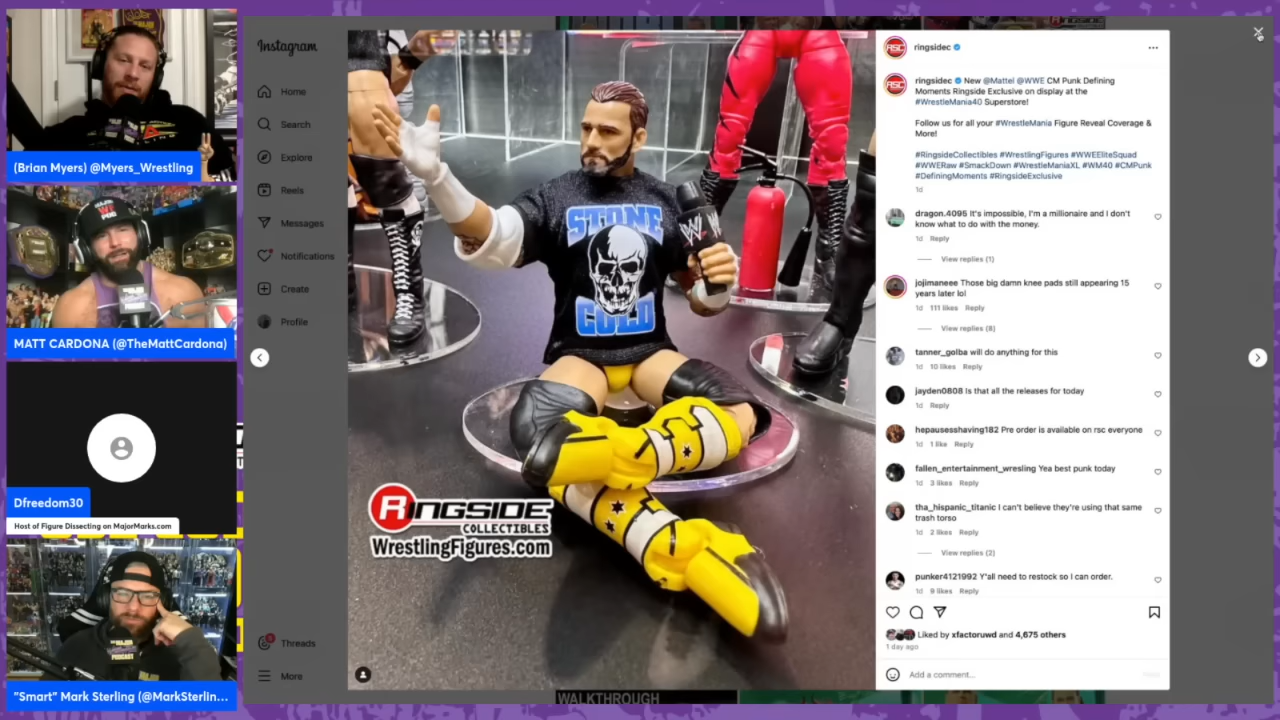 (Brian Myers) @Myers_Wrestling
MATT CARDONA (@TheMattCardona)
Dfreedom30
Host of Figure Dissecting on MajorMarks.com
"Smart" Mark Sterling (@MarkSterlin...
Instagram
Home
Search
Explore
Reels
Messages
Notifications
Create
Profile
Threads
More
STONE
COLD
W
RINGSIDE
COLLECTIBLES
WrestlingFigures.com
WALKTHROUGH
RSC
ringsidec
...
RSC
ringsidec New @Mattel @WWE CM Punk Defining
Moments Ringside Exclusive on display at the
#WrestleMania40 Superstore!
Follow us for all your #WrestleMania Figure Reveal Coverage &
More!
#RingsideCollectibles #WrestlingFigures #WWEEliteSquad
#WWERaw #SmackDown #WrestleManiaXL #WM40 #CMPunk
#DefiningMoments #RingsideExclusive
1d
dragon.4095 It's impossible, I'm a millionaire and I don't
know what to do with the money.
1d Reply
View replies (1)
jojimaneee Those big damn knee pads still appearing 15
years later lol
1d 111 likes Reply
View replies (8)
tanner_golba will do anything for this
1d 10 likes Reply
jayden0808 Is that all the releases for today
1d Reply
hepausesshaving182 Pre order is available on rsc everyone
1d 1 like Reply
fallen_entertainment_wresling Yea best punk today
1d 3 likes Reply
tha_hispanic_titanic I can't believe they're using that same
trash torso
1d 2 likes Reply
View replies (2)
punker4121992 Y'all need to restock so I can order.
1d 9 likes Reply
Liked by xfactoruwd and 4,675 others
1 day ago
Add a comment...